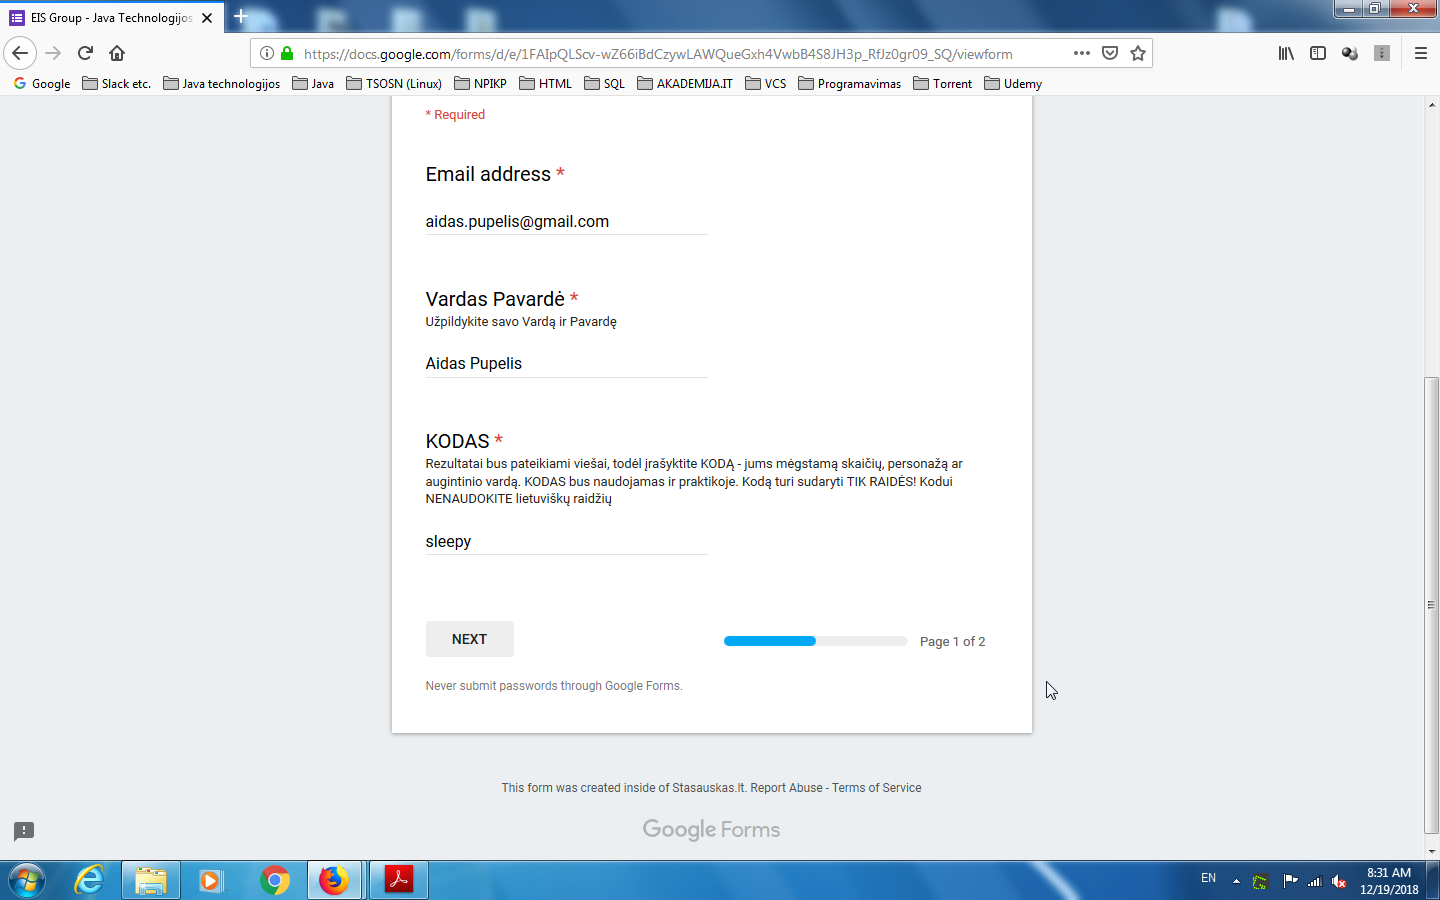 EIS Group - Java Technologijos
https://docs.google.com/forms/d/e/1FAIpQLScv-wZ66iBdCzywLAWQueGxh4VwbB4S8JH3p_RfJz0gr09_SQ/viewform
Google Slack etc. Java technologijos Java TSOSN (Linux) NPIKP HTML SQL AKADEMIJA.IT VCS Programavimas Torrent Udemy
* Required
Email address *
aidas.pupelis@gmail.com
Vardas Pavardė *
Užpildykite savo Vardą ir Pavardę
Aidas Pupelis
KODAS *
Rezultatai bus pateikiami viešai, todėl įrašyktite KODĄ - jums mėgstamą skaičių, personažą ar
augintinio vardą. KODAS bus naudojamas ir praktikoje. Kodą turi sudaryti TIK RAIDĖS! Kodui
NENAUDOKITE lietuviškų raidžių
sleepy
NEXT
Page 1 of 2
Never submit passwords through Google Forms.
This form was created inside of Stasauskas.lt. Report Abuse - Terms of Service
Google Forms
EN
8:31 AM
12/19/2018